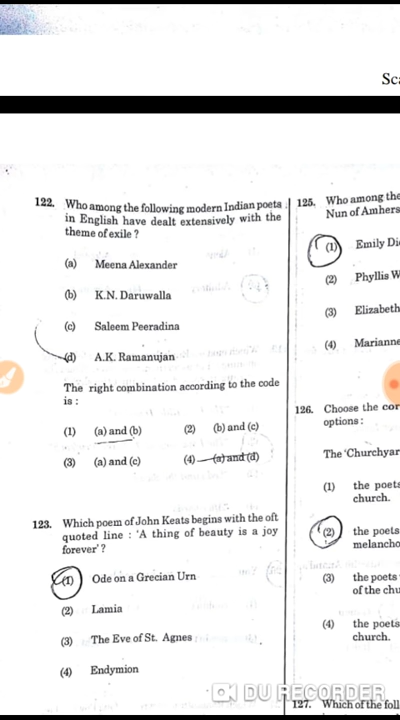 Sca
122. Who among the following modern Indian poets
in English have dealt extensively with the
theme of exile ?
(a) Meena Alexander
(b) K.N. Daruwalla
(c) Saleem Peeradina
(d) A.K. Ramanujan
The right combination according to the code
is :
(1) (a) and (b) (2) (b) and (c)
(3) (a) and (c) (4) (a) and (d)
123. Which poem of John Keats begins with the oft
quoted line : 'A thing of beauty is a joy
forever'?
(1) Ode on a Grecian Urn
(2) Lamia
(3) The Eve of St. Agnes
(4) Endymion
125. Who among the
Nun of Amhers
(1) Emily Di
(2) Phyllis W
(3) Elizabeth
(4) Marianne
126. Choose the cor
options :
The 'Churchyar
(1) the poets
church.
(2) the poets
melancho
(3) the poets
of the chu
(4) the poets
church.
127. Which of the foll
DU RECORDER